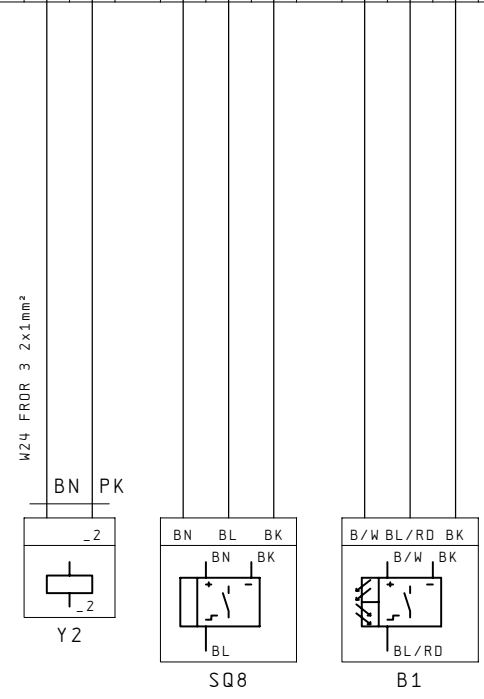 W24 FROR 3 2x1mm²
BN PK
_2
_2
Y2
BN BL BK
BN BK
+ -
BL
SQ8
B/W BL/RD BK
B/W BK
+ -
BL/RD
B1